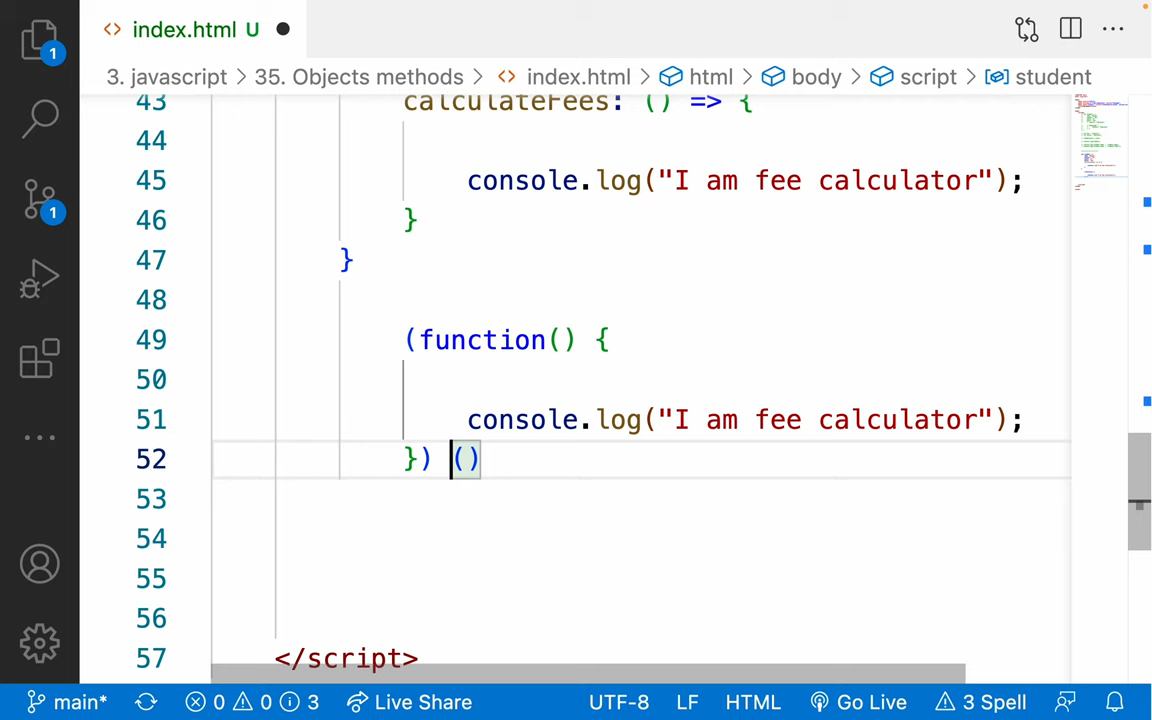 1
index.html U
3. javascript > 35. Objects methods > index.html > html > body > script > student
43 calculateFees: () => {
44
45 console.log("I am fee calculator");
46 }
47 }
48
49 (function() {
50
51 console.log("I am fee calculator");
52 }) ()
53
54
55
56
57 </script>
1
main* 0 0 3 Live Share UTF-8 LF HTML Go Live 3 Spell